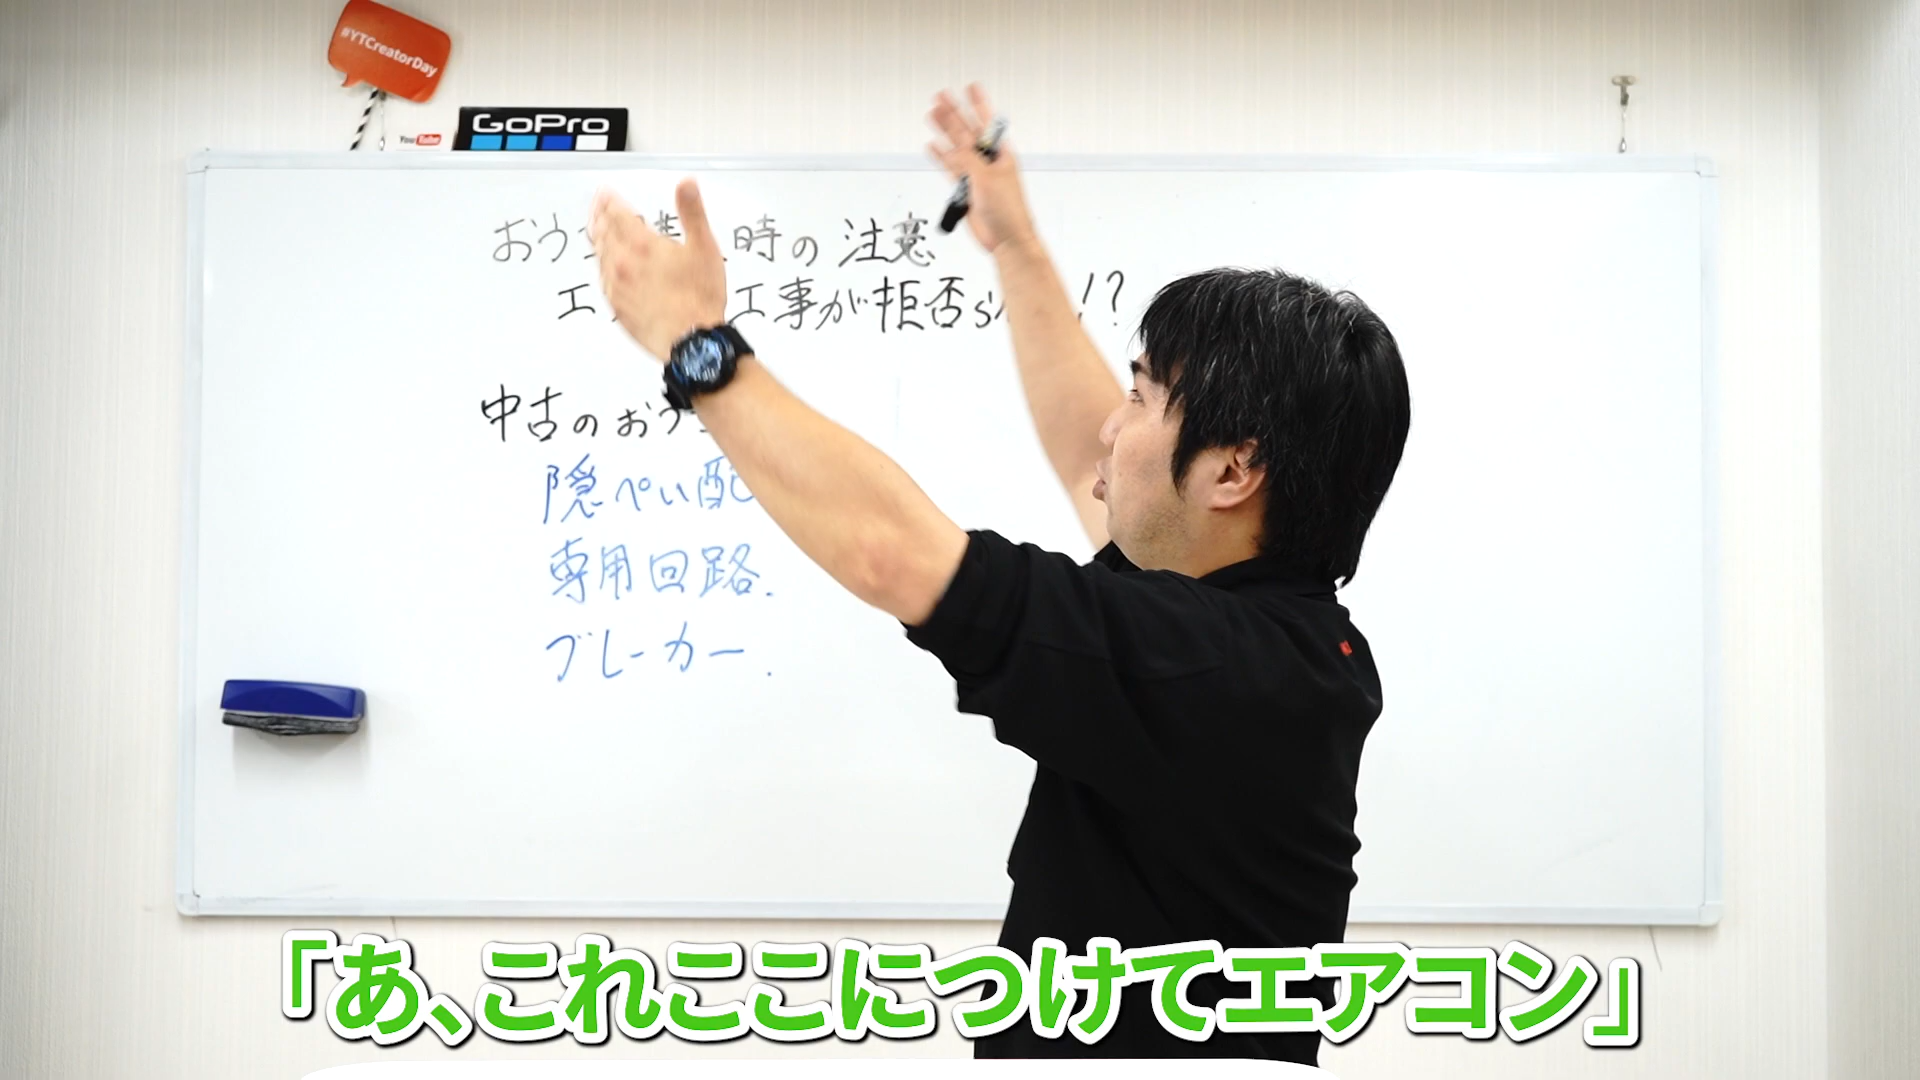 #YTCreatorDay
YouTube
GoPro
おう 時の注意
エ 工事が拒否 !?
中古のおう
隠ぺい配
専用回路.
ブレーカー.
「あ、これここにつけてエアコン」